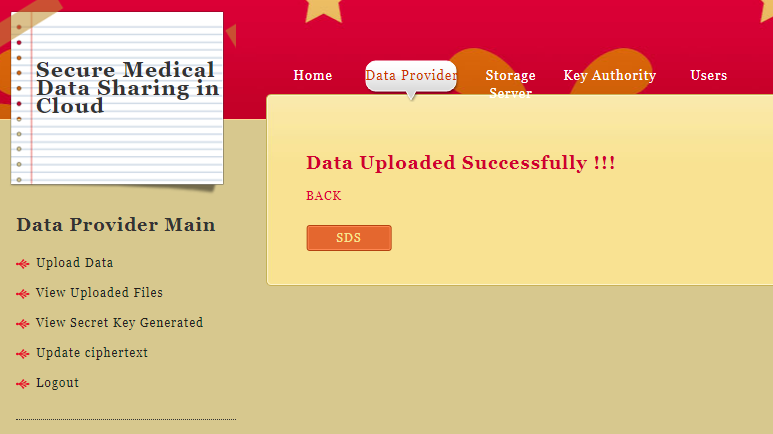 Secure Medical
Data Sharing in
Cloud
Home
Data Provider
Storage
Server
Key Authority
Users
Data Uploaded Successfully !!!
BACK
SDS
Data Provider Main
Upload Data
View Uploaded Files
View Secret Key Generated
Update ciphertext
Logout